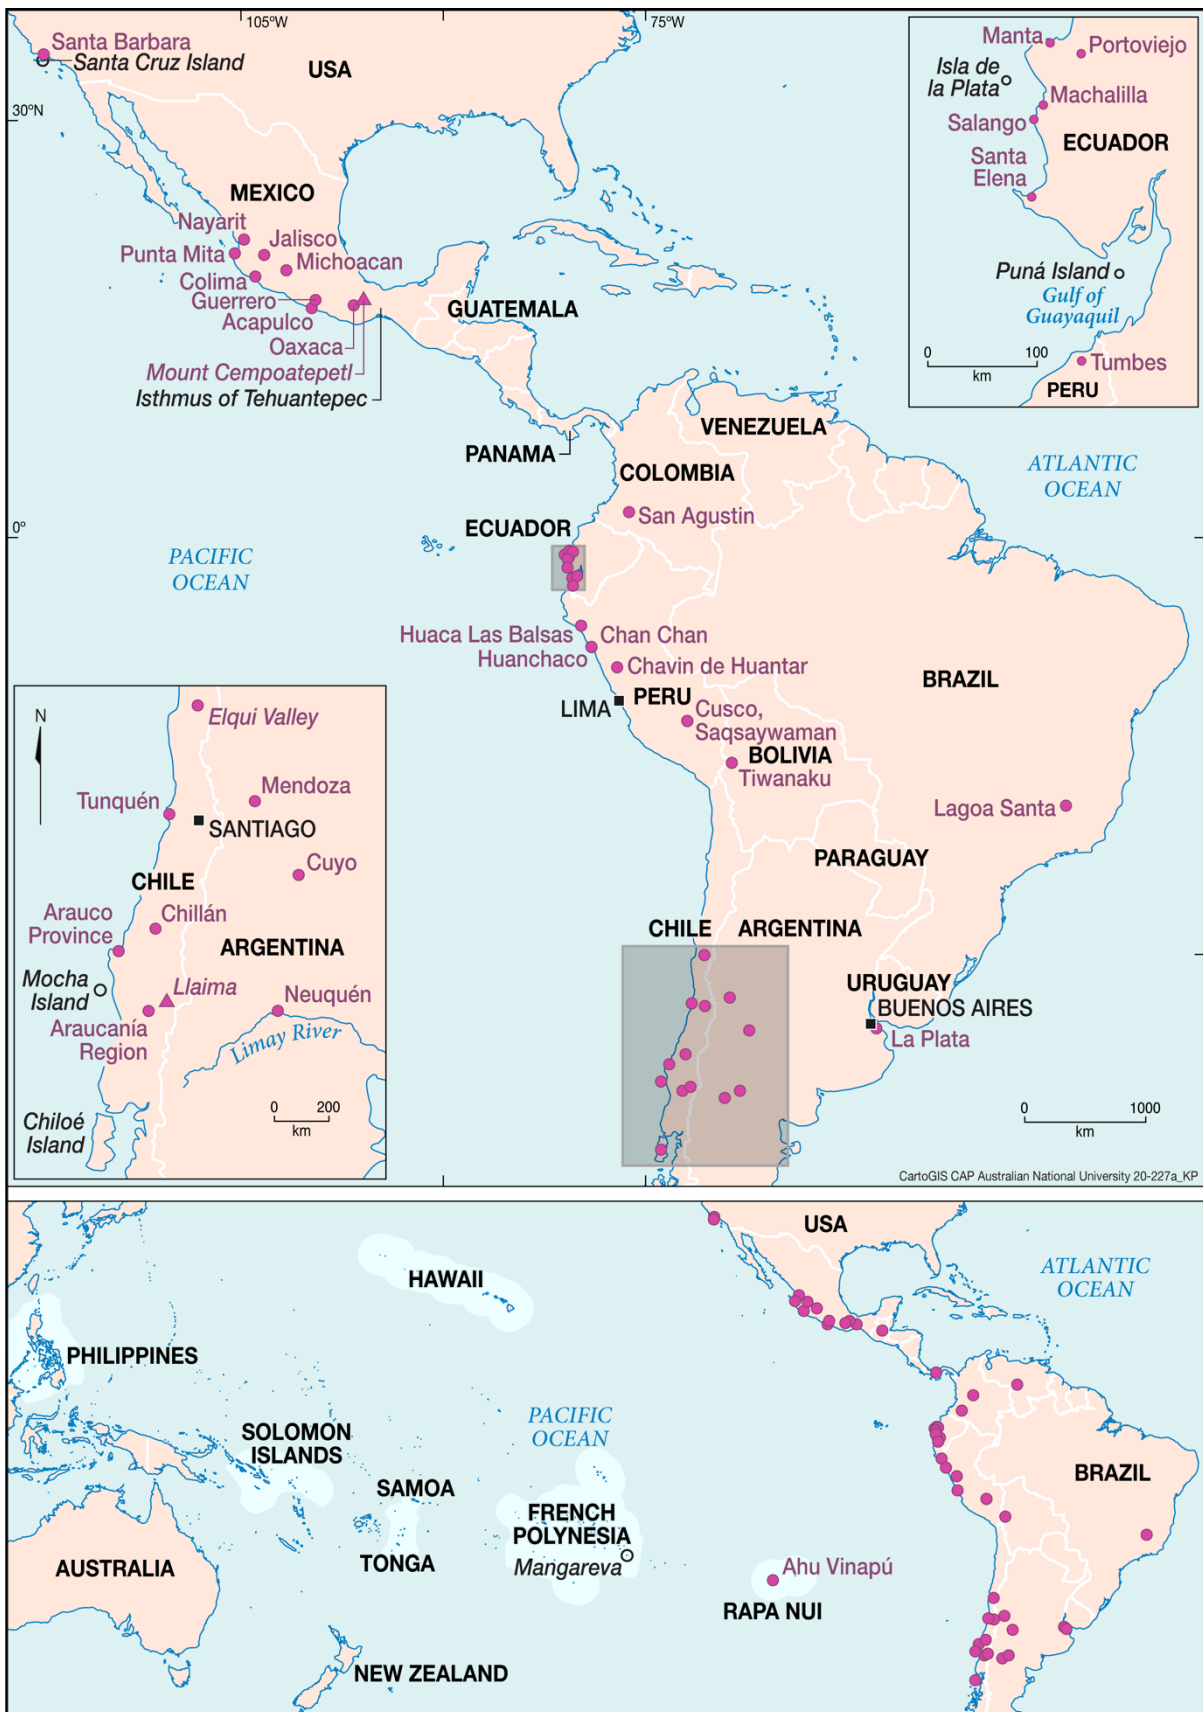 105ºW
75ºW
Santa Barbara
Santa Cruz Island
USA
30ºN
MEXICO
Nayarit
Jalisco
Punta Mita
Michoacan
Colima
Guerrero
Acapulco
Oaxaca
Mount Cempoatepetl
Isthmus of Tehuantepec
GUATEMALA
PANAMA
VENEZUELA
COLOMBIA
San Agustin
ECUADOR
0º
PACIFIC
OCEAN
ATLANTIC
OCEAN
Huaca Las Balsas
Chan Chan
Huanchaco
Chavin de Huantar
LIMA
PERU
Cusco,
Saqsaywaman
BOLIVIA
Tiwanaku
BRAZIL
Lagoa Santa
PARAGUAY
CHILE
ARGENTINA
URUGUAY
BUENOS AIRES
La Plata
0
1000
km
CartoGIS CAP Australian National University 20-227a_KP
Manta
Portoviejo
Isla de
la Plata
Machalilla
Salango
ECUADOR
Santa
Elena
Puná Island
Gulf of
Guayaquil
0
100
km
Tumbes
PERU
N
Elqui Valley
Mendoza
Tunquén
SANTIAGO
Cuyo
CHILE
Arauco
Province
Chillán
ARGENTINA
Mocha
Island
Llaima
Neuquén
Araucanía
Region
Limay River
0
200
km
Chiloé
Island
USA
HAWAII
ATLANTIC
OCEAN
PHILIPPINES
PACIFIC
OCEAN
SOLOMON
ISLANDS
SAMOA
FRENCH
POLYNESIA
BRAZIL
TONGA
Mangareva
AUSTRALIA
Ahu Vinapú
RAPA NUI
NEW ZEALAND